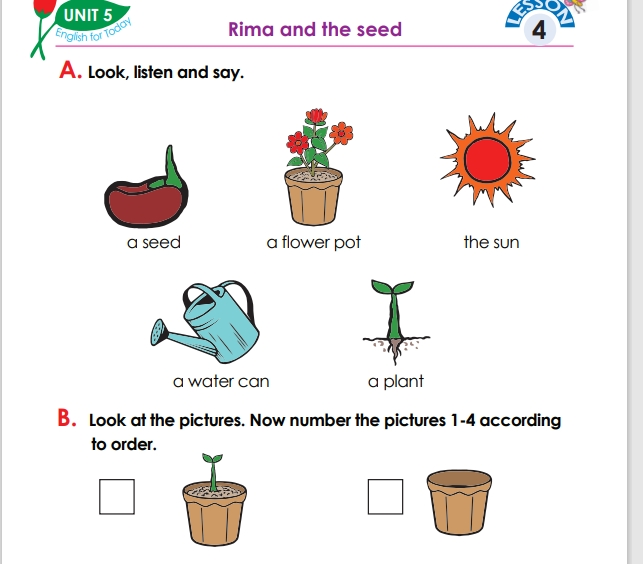 UNIT 5
English for Today
Rima and the seed
LESSON
4
A. Look, listen and say.
a seed
a flower pot
the sun
a water can
a plant
B. Look at the pictures. Now number the pictures 1-4 according
to order.